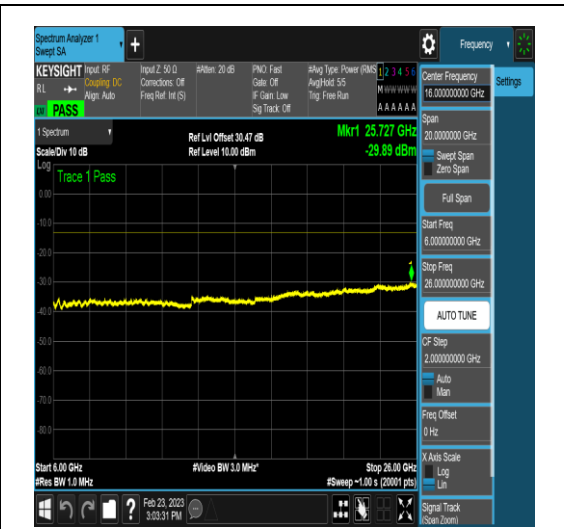 Spectrum Analyzer 1
Swept SA
Frequency
KEYSIGHT
RL
Input: RF
Coupling: DC
Align: Auto
Input Z: 50 Ω
Corrections: Off
Freq Ref: Int (S)
#Atten: 20 dB
PNO: Fast
Gate: Off
IF Gain: Low
Sig Track: Off
#Avg Type: Power (RMS
Avg|Hold: 5/5
Trig: Free Run
1 2 3 4 5 6
M W W W W W
A A A A A A
PASS
1 Spectrum
Scale/Div 10 dB
Ref Lvl Offset 30.47 dB
Ref Level 10.00 dBm
Mkr1 25.727 GHz
-29.89 dBm
Log
Trace 1 Pass
0.00
-10.0
-20.0
-30.0
-40.0
-50.0
-60.0
-70.0
-80.0
Start 6.00 GHz
#Res BW 1.0 MHz
#Video BW 3.0 MHz*
Stop 26.00 GHz
#Sweep ~1.00 s (20001 pts)
Feb 23, 2023
3:03:31 PM
Center Frequency
16.000000000 GHz
Settings
Span
20.0000000 GHz
Swept Span
Zero Span
Full Span
Start Freq
6.000000000 GHz
Stop Freq
26.000000000 GHz
AUTO TUNE
CF Step
2.000000000 GHz
Auto
Man
Freq Offset
0 Hz
X Axis Scale
Log
Lin
Signal Track
(Span Zoom)